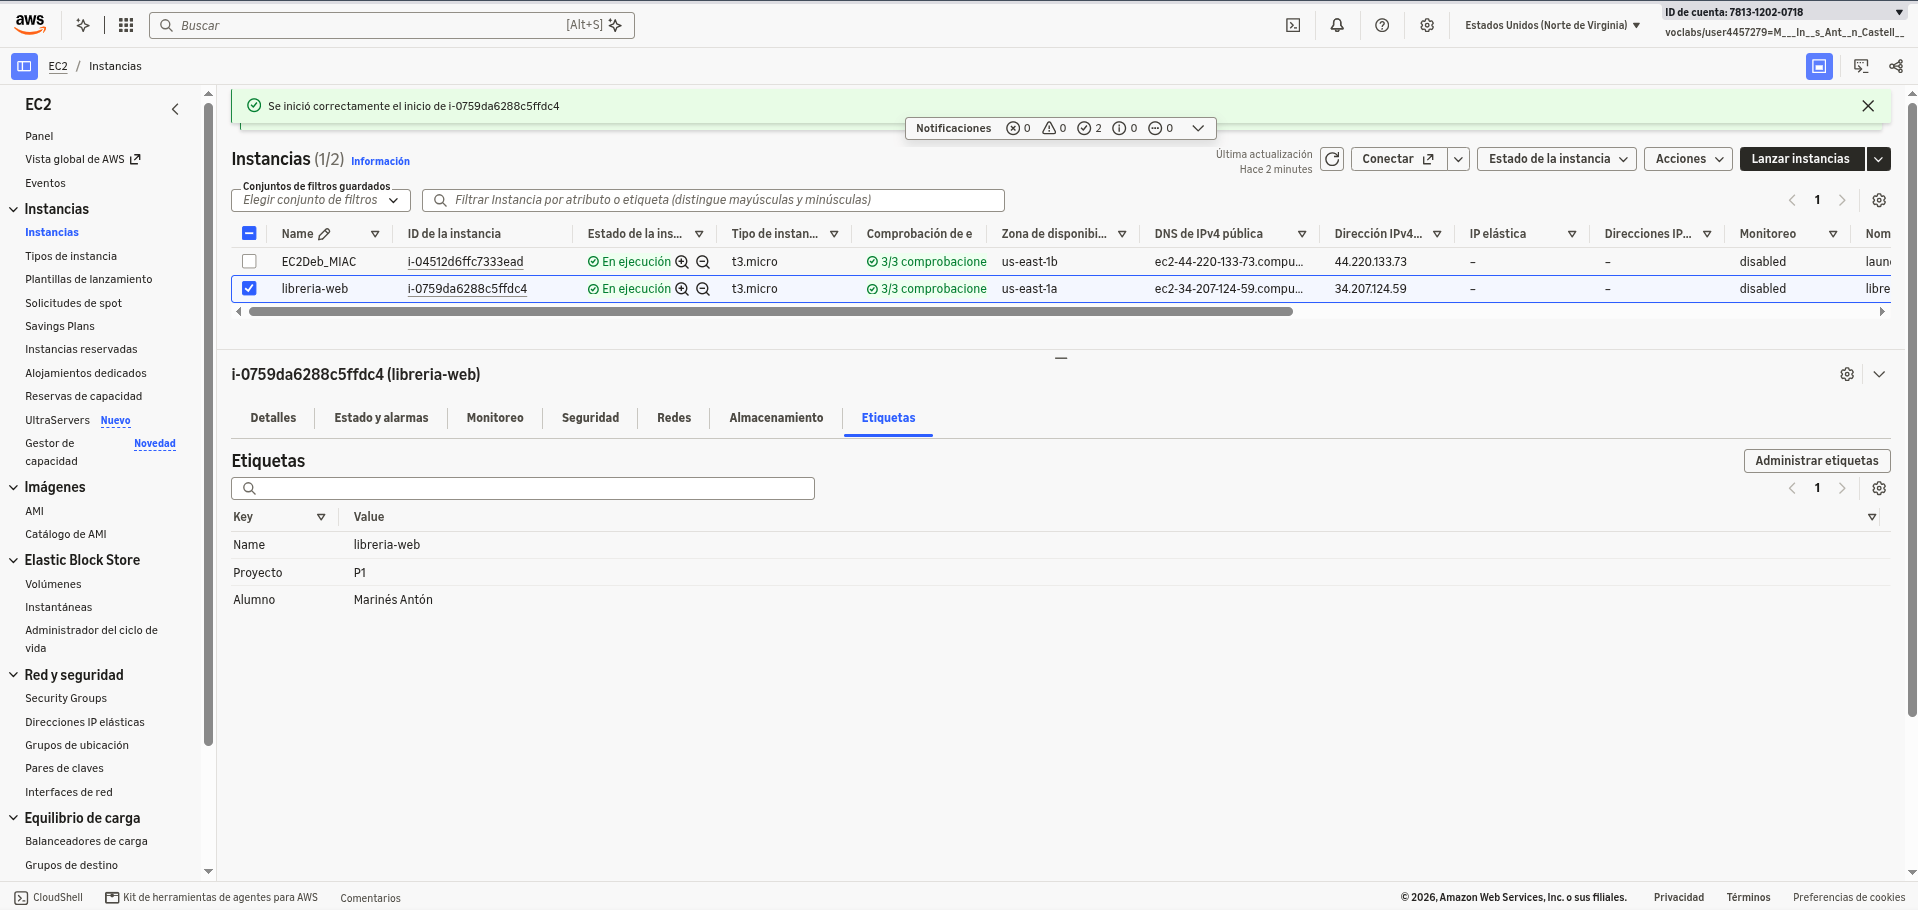 aws
Buscar
[Alt+S]
Estados Unidos (Norte de Virginia)
ID de cuenta: 7813-1202-0718
voclabs/user4457279=M___In__s_Ant__n_Castell__
EC2 / Instancias
EC2
Panel
Vista global de AWS
Eventos
Instancias
Instancias
Tipos de instancia
Plantillas de lanzamiento
Solicitudes de spot
Savings Plans
Instancias reservadas
Alojamientos dedicados
Reservas de capacidad
UltraServers Nuevo
Gestor de capacidad Novedad
Imágenes
AMI
Catálogo de AMI
Elastic Block Store
Volúmenes
Instantáneas
Administrador del ciclo de vida
Red y seguridad
Security Groups
Direcciones IP elásticas
Grupos de ubicación
Pares de claves
Interfaces de red
Equilibrio de carga
Balanceadores de carga
Grupos de destino
Se inició correctamente el inicio de i-0759da6288c5ffdc4
Notificaciones 0 0 2 0 0
Instancias (1/2) Información
Última actualización
Hace 2 minutes
Conectar
Estado de la instancia
Acciones
Lanzar instancias
Conjuntos de filtros guardados
Elegir conjunto de filtros
Filtrar Instancia por atributo o etiqueta (distingue mayúsculas y minúsculas)
1
Name ID de la instancia Estado de la ins... Tipo de instan... Comprobación de e Zona de disponibi... DNS de IPv4 pública Dirección IPv4... IP elástica Direcciones IP... Monitoreo Nom
EC2Deb_MIAC i-04512d6ffc7333ead En ejecución t3.micro 3/3 comprobacione us-east-1b ec2-44-220-133-73.compu... 44.220.133.73 – – disabled laun
libreria-web i-0759da6288c5ffdc4 En ejecución t3.micro 3/3 comprobacione us-east-1a ec2-34-207-124-59.compu... 34.207.124.59 – – disabled libre
i-0759da6288c5ffdc4 (libreria-web)
Detalles Estado y alarmas Monitoreo Seguridad Redes Almacenamiento Etiquetas
Etiquetas
Administrar etiquetas
1
Key Value
Name libreria-web
Proyecto P1
Alumno Marinés Antón
CloudShell Kit de herramientas de agentes para AWS Comentarios
© 2026, Amazon Web Services, Inc. o sus filiales. Privacidad Términos Preferencias de cookies